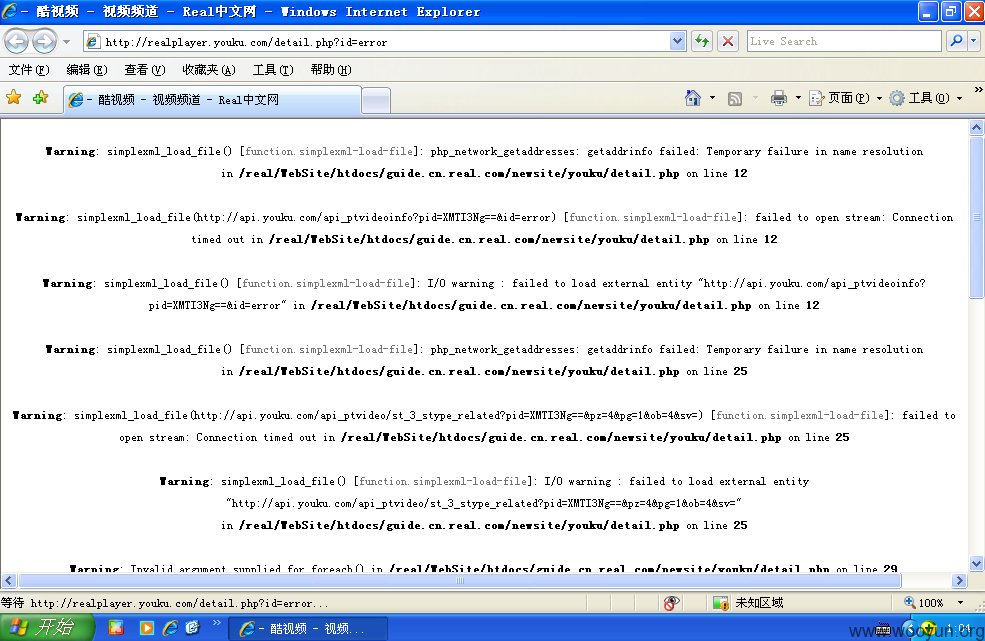 - 酷视频 - 视频频道 - Real中文网 - Windows Internet Explorer
http://realplayer.youku.com/detail.php?id=error
Live Search
文件(F) 编辑(E) 查看(V) 收藏夹(A) 工具(T) 帮助(H)
- 酷视频 - 视频频道 - Real中文网
页面(P) 工具(O)
Warning: simplexml_load_file() [function.simplexml-load-file]: php_network_getaddresses: getaddrinfo failed: Temporary failure in name resolution
in /real/WebSite/htdocs/guide.cn.real.com/newsite/youku/detail.php on line 12
Warning: simplexml_load_file(http://api.youku.com/api_ptvideoinfo?pid=XMTI3Ng==&id=error) [function.simplexml-load-file]: failed to open stream: Connection
timed out in /real/WebSite/htdocs/guide.cn.real.com/newsite/youku/detail.php on line 12
Warning: simplexml_load_file() [function.simplexml-load-file]: I/O warning : failed to load external entity "http://api.youku.com/api_ptvideoinfo?
pid=XMTI3Ng==&id=error" in /real/WebSite/htdocs/guide.cn.real.com/newsite/youku/detail.php on line 12
Warning: simplexml_load_file() [function.simplexml-load-file]: php_network_getaddresses: getaddrinfo failed: Temporary failure in name resolution
in /real/WebSite/htdocs/guide.cn.real.com/newsite/youku/detail.php on line 25
Warning: simplexml_load_file(http://api.youku.com/api_ptvideo/st_3_stype_related?pid=XMTI3Ng==&pz=4&pg=1&ob=4&sv=) [function.simplexml-load-file]: failed to
open stream: Connection timed out in /real/WebSite/htdocs/guide.cn.real.com/newsite/youku/detail.php on line 25
Warning: simplexml_load_file() [function.simplexml-load-file]: I/O warning : failed to load external entity
"http://api.youku.com/api_ptvideo/st_3_stype_related?pid=XMTI3Ng==&pz=4&pg=1&ob=4&sv="
in /real/WebSite/htdocs/guide.cn.real.com/newsite/youku/detail.php on line 25
Warning: Invalid argument supplied for foreach() in /real/WebSite/htdocs/guide.cn.real.com/newsite/youku/detail.php on line 29
等待 http://realplayer.youku.com/detail.php?id=error... 未知区域 100%
开始 - 酷视频 - 视频... 1:01
www.wooyun.org